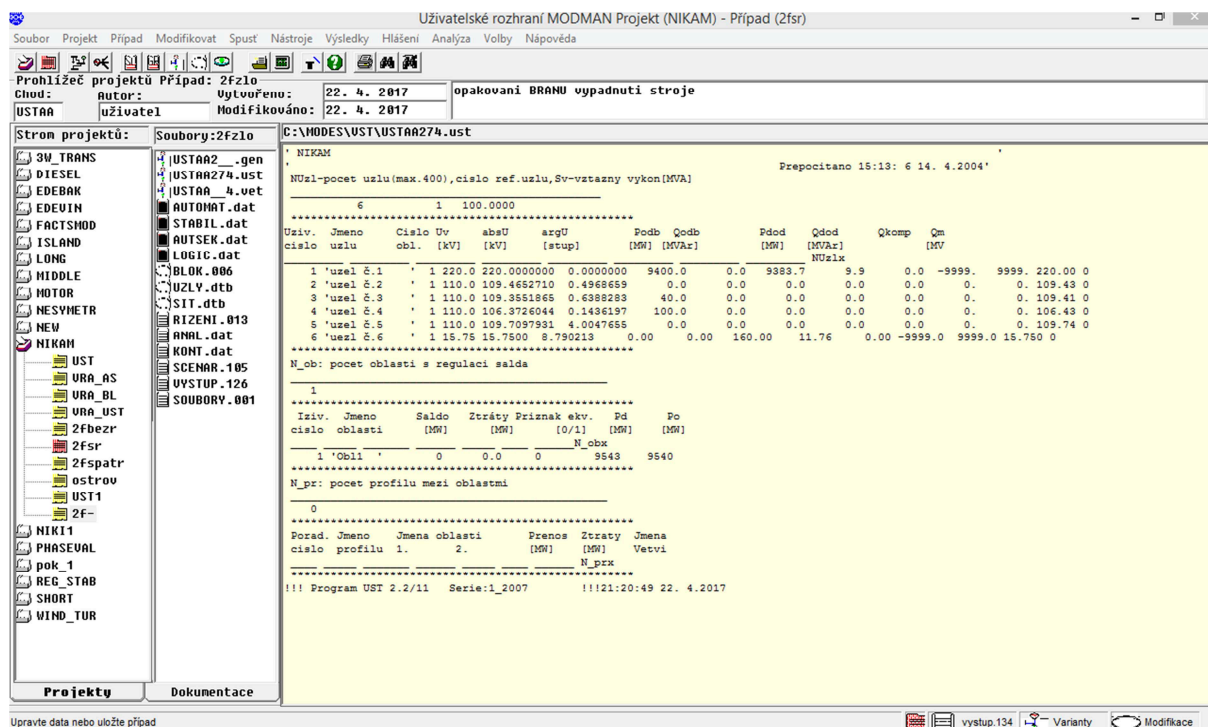 Uživatelské rozhraní MODMAN Projekt (NIKAM) - Případ (2fsr)
Soubor Projekt Případ Modifikovat Spusť Nástroje Výsledky Hlášení Analýza Volby Nápověda
Prohlížeč projektů Případ: 2fzlo
Chod: Autor: Vytvořeno: 22. 4. 2017 opakovani BRANU vypadnuti stroje
USTAA uživatel Modifikováno: 22. 4. 2017
Strom projektů: Soubory:2fzlo C:\MODES\VST\USTAA274.ust
3W_TRANS
DIESEL
EDEBAK
EDEVIN
FACTSMOD
ISLAND
LONG
MIDDLE
MOTOR
NESYMETR
NEW
NIKAM
UST
VRA_AS
VRA_BL
VRA_UST
2fbezr
2fsr
2fspatr
ostrov
UST1
2f-
NIKI1
PHASEVAL
pok_1
REG_STAB
SHORT
WIND_TUR
USTAA2__.gen
USTAA274.ust
USTAA__4.vet
AUTOMAT.dat
STABIL.dat
AUTSEK.dat
LOGIC.dat
BLOK.006
UZLY.dtb
SIT.dtb
RIZENI.013
ANAL.dat
KONT.dat
SCENAR.105
VYSTUP.126
SOUBORY.001
' NIKAM '
' Prepocitano 15:13: 6 14. 4.2004'
NUzl-pocet uzlu(max.400),cislo ref.uzlu,Sv-vztazny vykon[MVA]
6 1 100.0000
*****************************************************
Uziv. Jmeno Cislo Uv absU argU Podb Qodb Pdod Qdod Qkomp Qm
cislo uzlu obl. [kV] [kV] [stup] [MW] [MVAr] [MW] [MVAr] [MV
NUzlx
1 'uzel č.1 ' 1 220.0 220.0000000 0.0000000 9400.0 0.0 9383.7 9.9 0.0 -9999. 9999. 220.00 0
2 'uzel č.2 ' 1 110.0 109.4652710 0.4968659 0.0 0.0 0.0 0.0 0.0 0. 0. 109.43 0
3 'uzel č.3 ' 1 110.0 109.3551865 0.6388283 40.0 0.0 0.0 0.0 0.0 0. 0. 109.41 0
4 'uzel č.4 ' 1 110.0 106.3726044 0.1436197 100.0 0.0 0.0 0.0 0.0 0. 0. 106.43 0
5 'uzel č.5 ' 1 110.0 109.7097931 4.0047655 0.0 0.0 0.0 0.0 0.0 0. 0. 109.74 0
6 'uezl č.6 ' 1 15.75 15.7500 8.790213 0.00 0.00 160.00 11.76 0.00 -9999.0 9999.0 15.750 0
*****************************************************
N_ob: pocet oblasti s regulaci salda
1
*****************************************************
Iziv. Jmeno Saldo Ztráty Priznak ekv. Pd Po
cislo oblasti [MW] [MW] [0/1] [MW] [MW]
N_obx
1 'Obl1 ' 0 0.0 0 9543 9540
*****************************************************
N_pr: pocet profilu mezi oblastmi
0
*****************************************************
Porad. Jmeno Jmena oblasti Prenos Ztraty Jmena
cislo profilu 1. 2. [MW] [MW] Vetvi
N_prx
*****************************************************
!!! Program UST 2.2/11 Serie:1_2007 !!!21:20:49 22. 4.2017
Projekty Dokumentace
Upravte data nebo uložte případ vystup.134 Varianty Modifikace